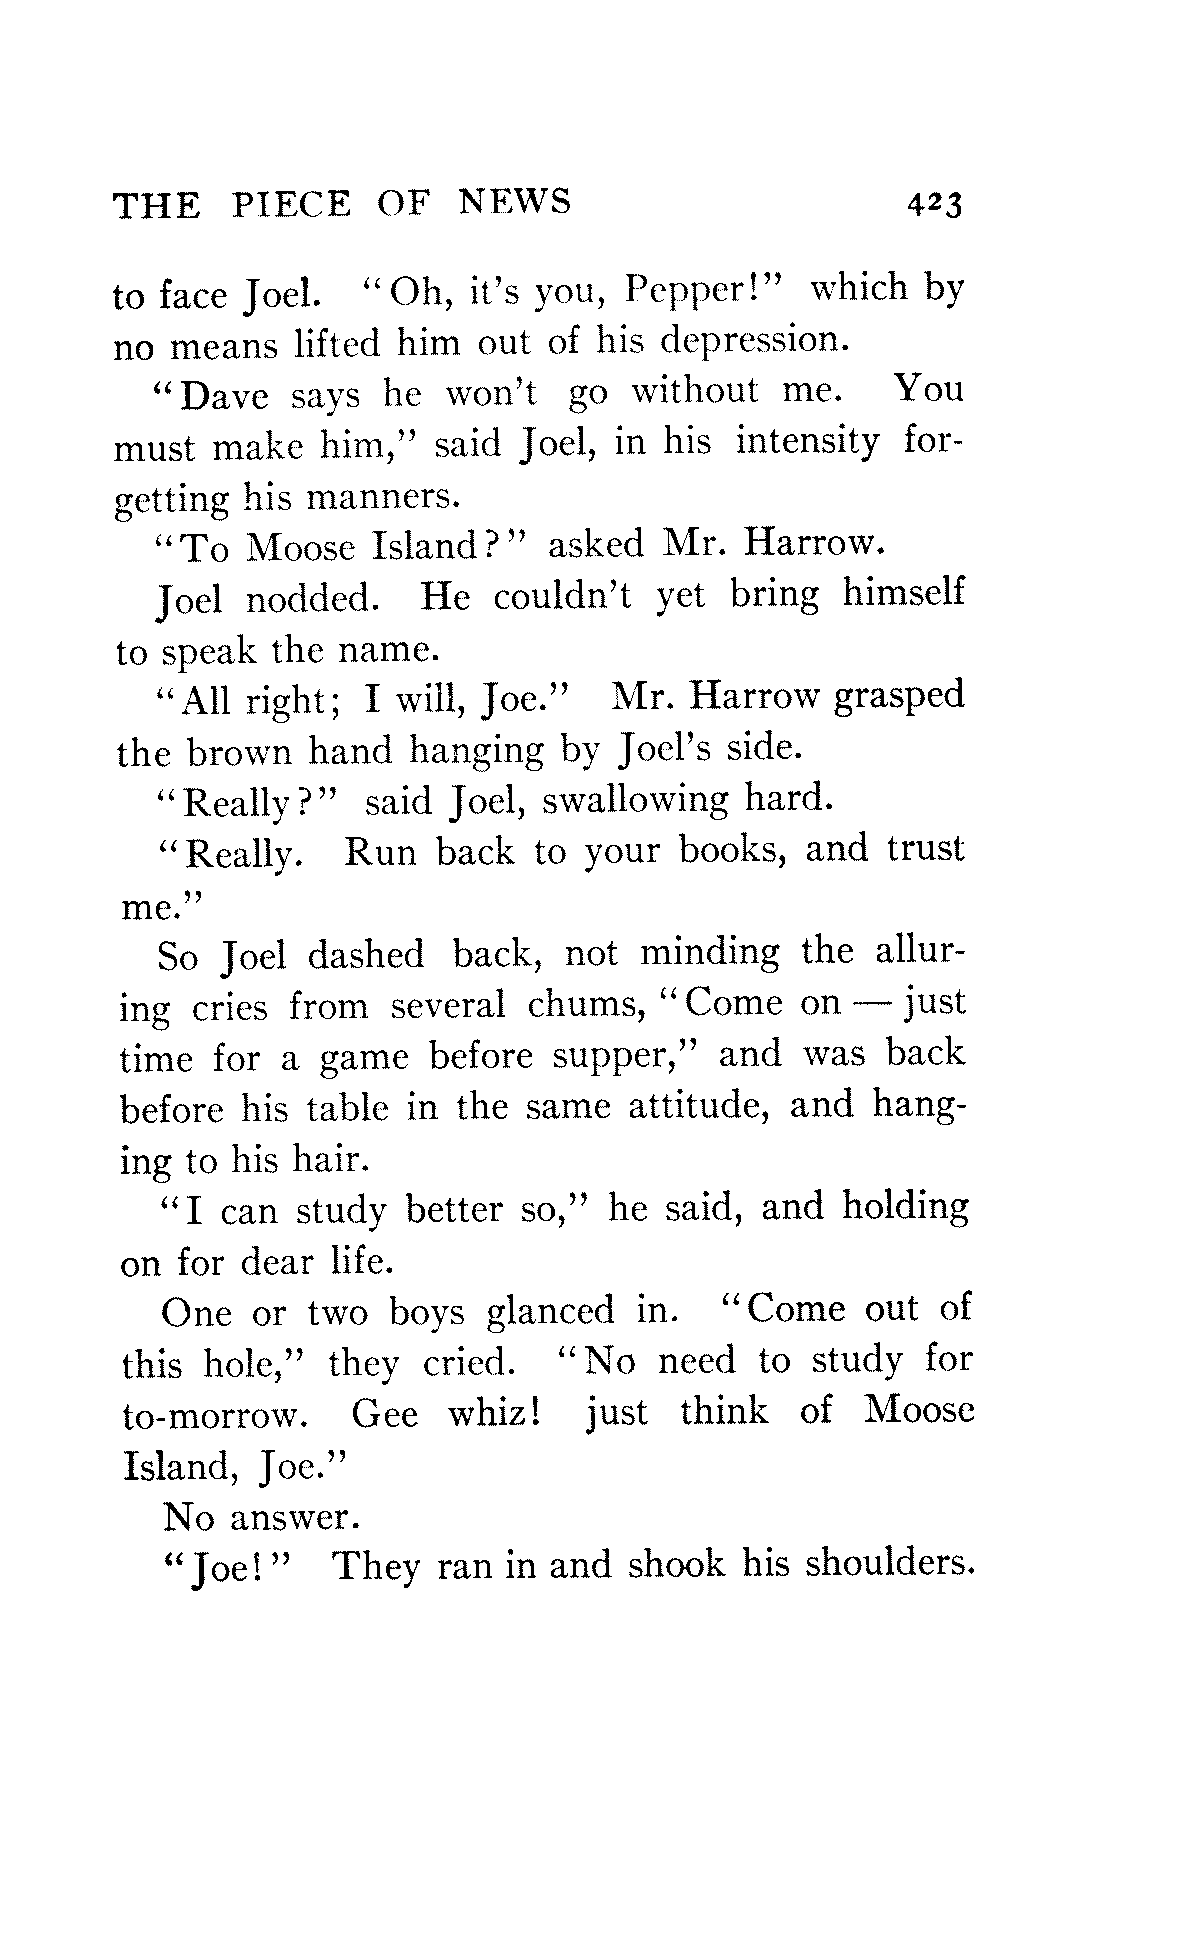 THE PIECE OF NEWS 423
to face Joel. "Oh, it's you, Pepper!" which by
no means lifted him out of his depression.
"Dave says he won't go without me. You
must make him," said Joel, in his intensity for-
getting his manners.
"To Moose Island?" asked Mr. Harrow.
Joel nodded. He couldn't yet bring himself
to speak the name.
"All right; I will, Joe." Mr. Harrow grasped
the brown hand hanging by Joel's side.
"Really?" said Joel, swallowing hard.
"Really. Run back to your books, and trust
me."
So Joel dashed back, not minding the allur-
ing cries from several chums, "Come on — just
time for a game before supper," and was back
before his table in the same attitude, and hang-
ing to his hair.
"I can study better so," he said, and holding
on for dear life.
One or two boys glanced in. "Come out of
this hole," they cried. "No need to study for
to-morrow. Gee whiz! just think of Moose
Island, Joe."
No answer.
"Joe!" They ran in and shook his shoulders.